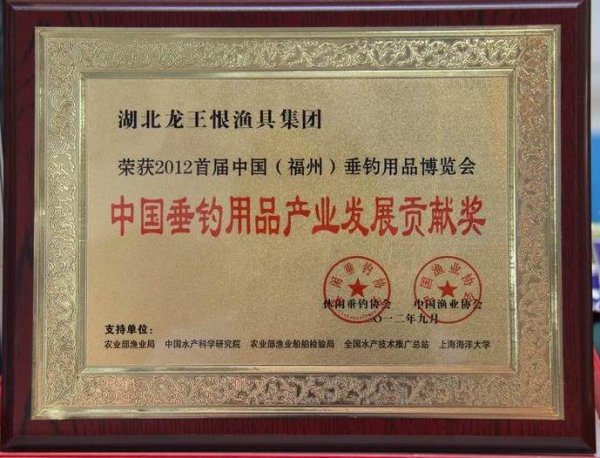 湖北龙王恨渔具集团
荣获2012首届中国（福州）垂钓用品博览会
中国垂钓用品产业发展贡献奖
休闲垂钓协会 中国渔业协会
二〇一二年九月
支持单位：
农业部渔业局 中国水产科学研究院 农业部渔业船舶检验局 全国水产技术推广总站 上海海洋大学